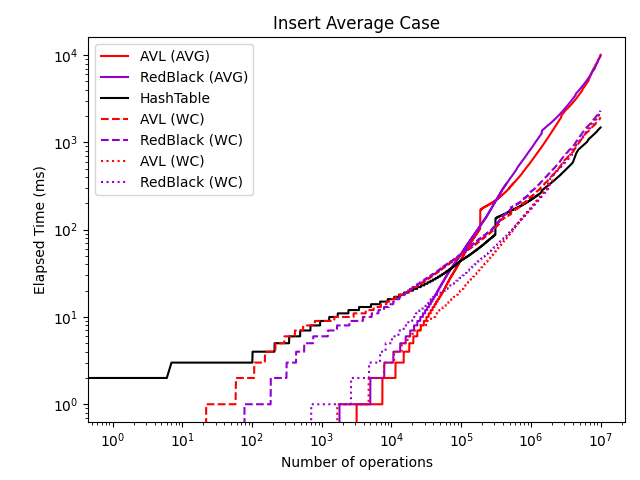 Insert Average Case
AVL (AVG)
RedBlack (AVG)
HashTable
AVL (WC)
RedBlack (WC)
AVL (WC)
RedBlack (WC)
Elapsed Time (ms)
10⁴
10³
10²
10¹
10⁰
10⁰ 10¹ 10² 10³ 10⁴ 10⁵ 10⁶ 10⁷
Number of operations